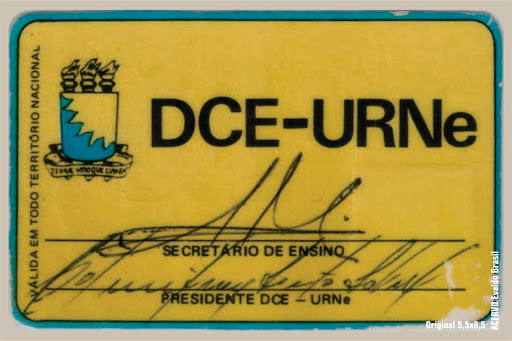 VÁLIDA EM TODO TERRITÓRIO NACIONAL
DCE-URNe
SECRETÁRIO DE ENSINO
PRESIDENTE DCE - URNe
Original 5,5x8,5
ACERVO Evaldo Brasil